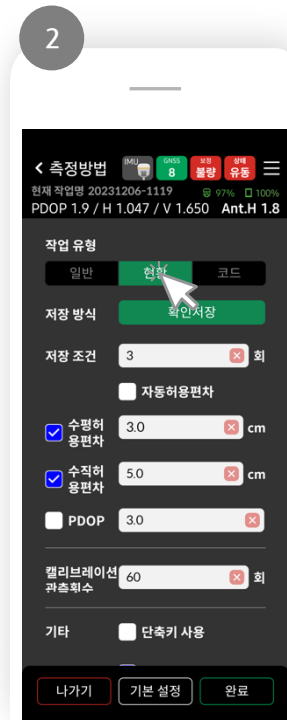 2
측정방법 IMU GNSS 8 보정 불량 상태 유동
현재 작업명 20231206-1119 97% 100%
PDOP 1.9 / H 1.047 / V 1.650 Ant.H 1.8
작업 유형
일반 현황 코드
저장 방식 확인저장
저장 조건 3 회
자동허용편차
수평허용편차 3.0 cm
수직허용편차 5.0 cm
PDOP 3.0
캘리브레이션
관측횟수 60 회
기타 단축키 사용
나가기 기본 설정 완료